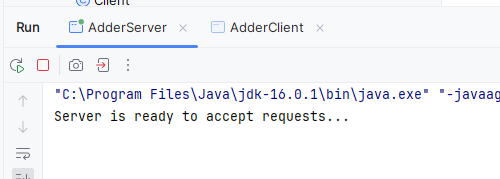 Client
Run AdderServer AdderClient
"C:\Program Files\Java\jdk-16.0.1\bin\java.exe" "-javaag
Server is ready to accept requests...